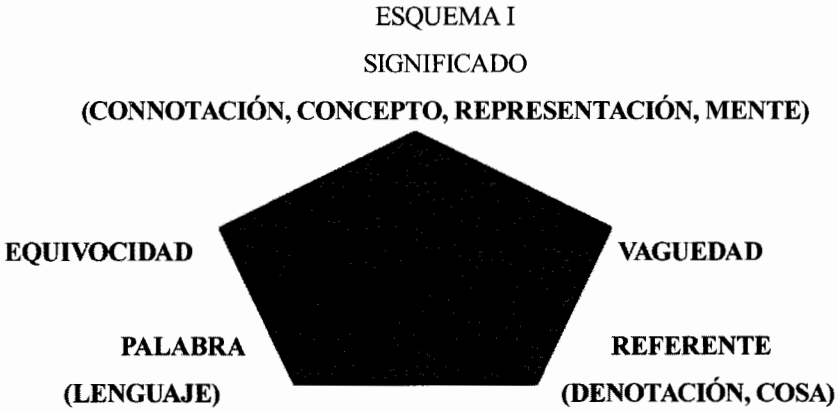 ESQUEMA I
SIGNIFICADO
(CONNOTACIÓN, CONCEPTO, REPRESENTACIÓN, MENTE)
EQUIVOCIDAD
VAGUEDAD
PALABRA
(LENGUAJE)
REFERENTE
(DENOTACIÓN, COSA)